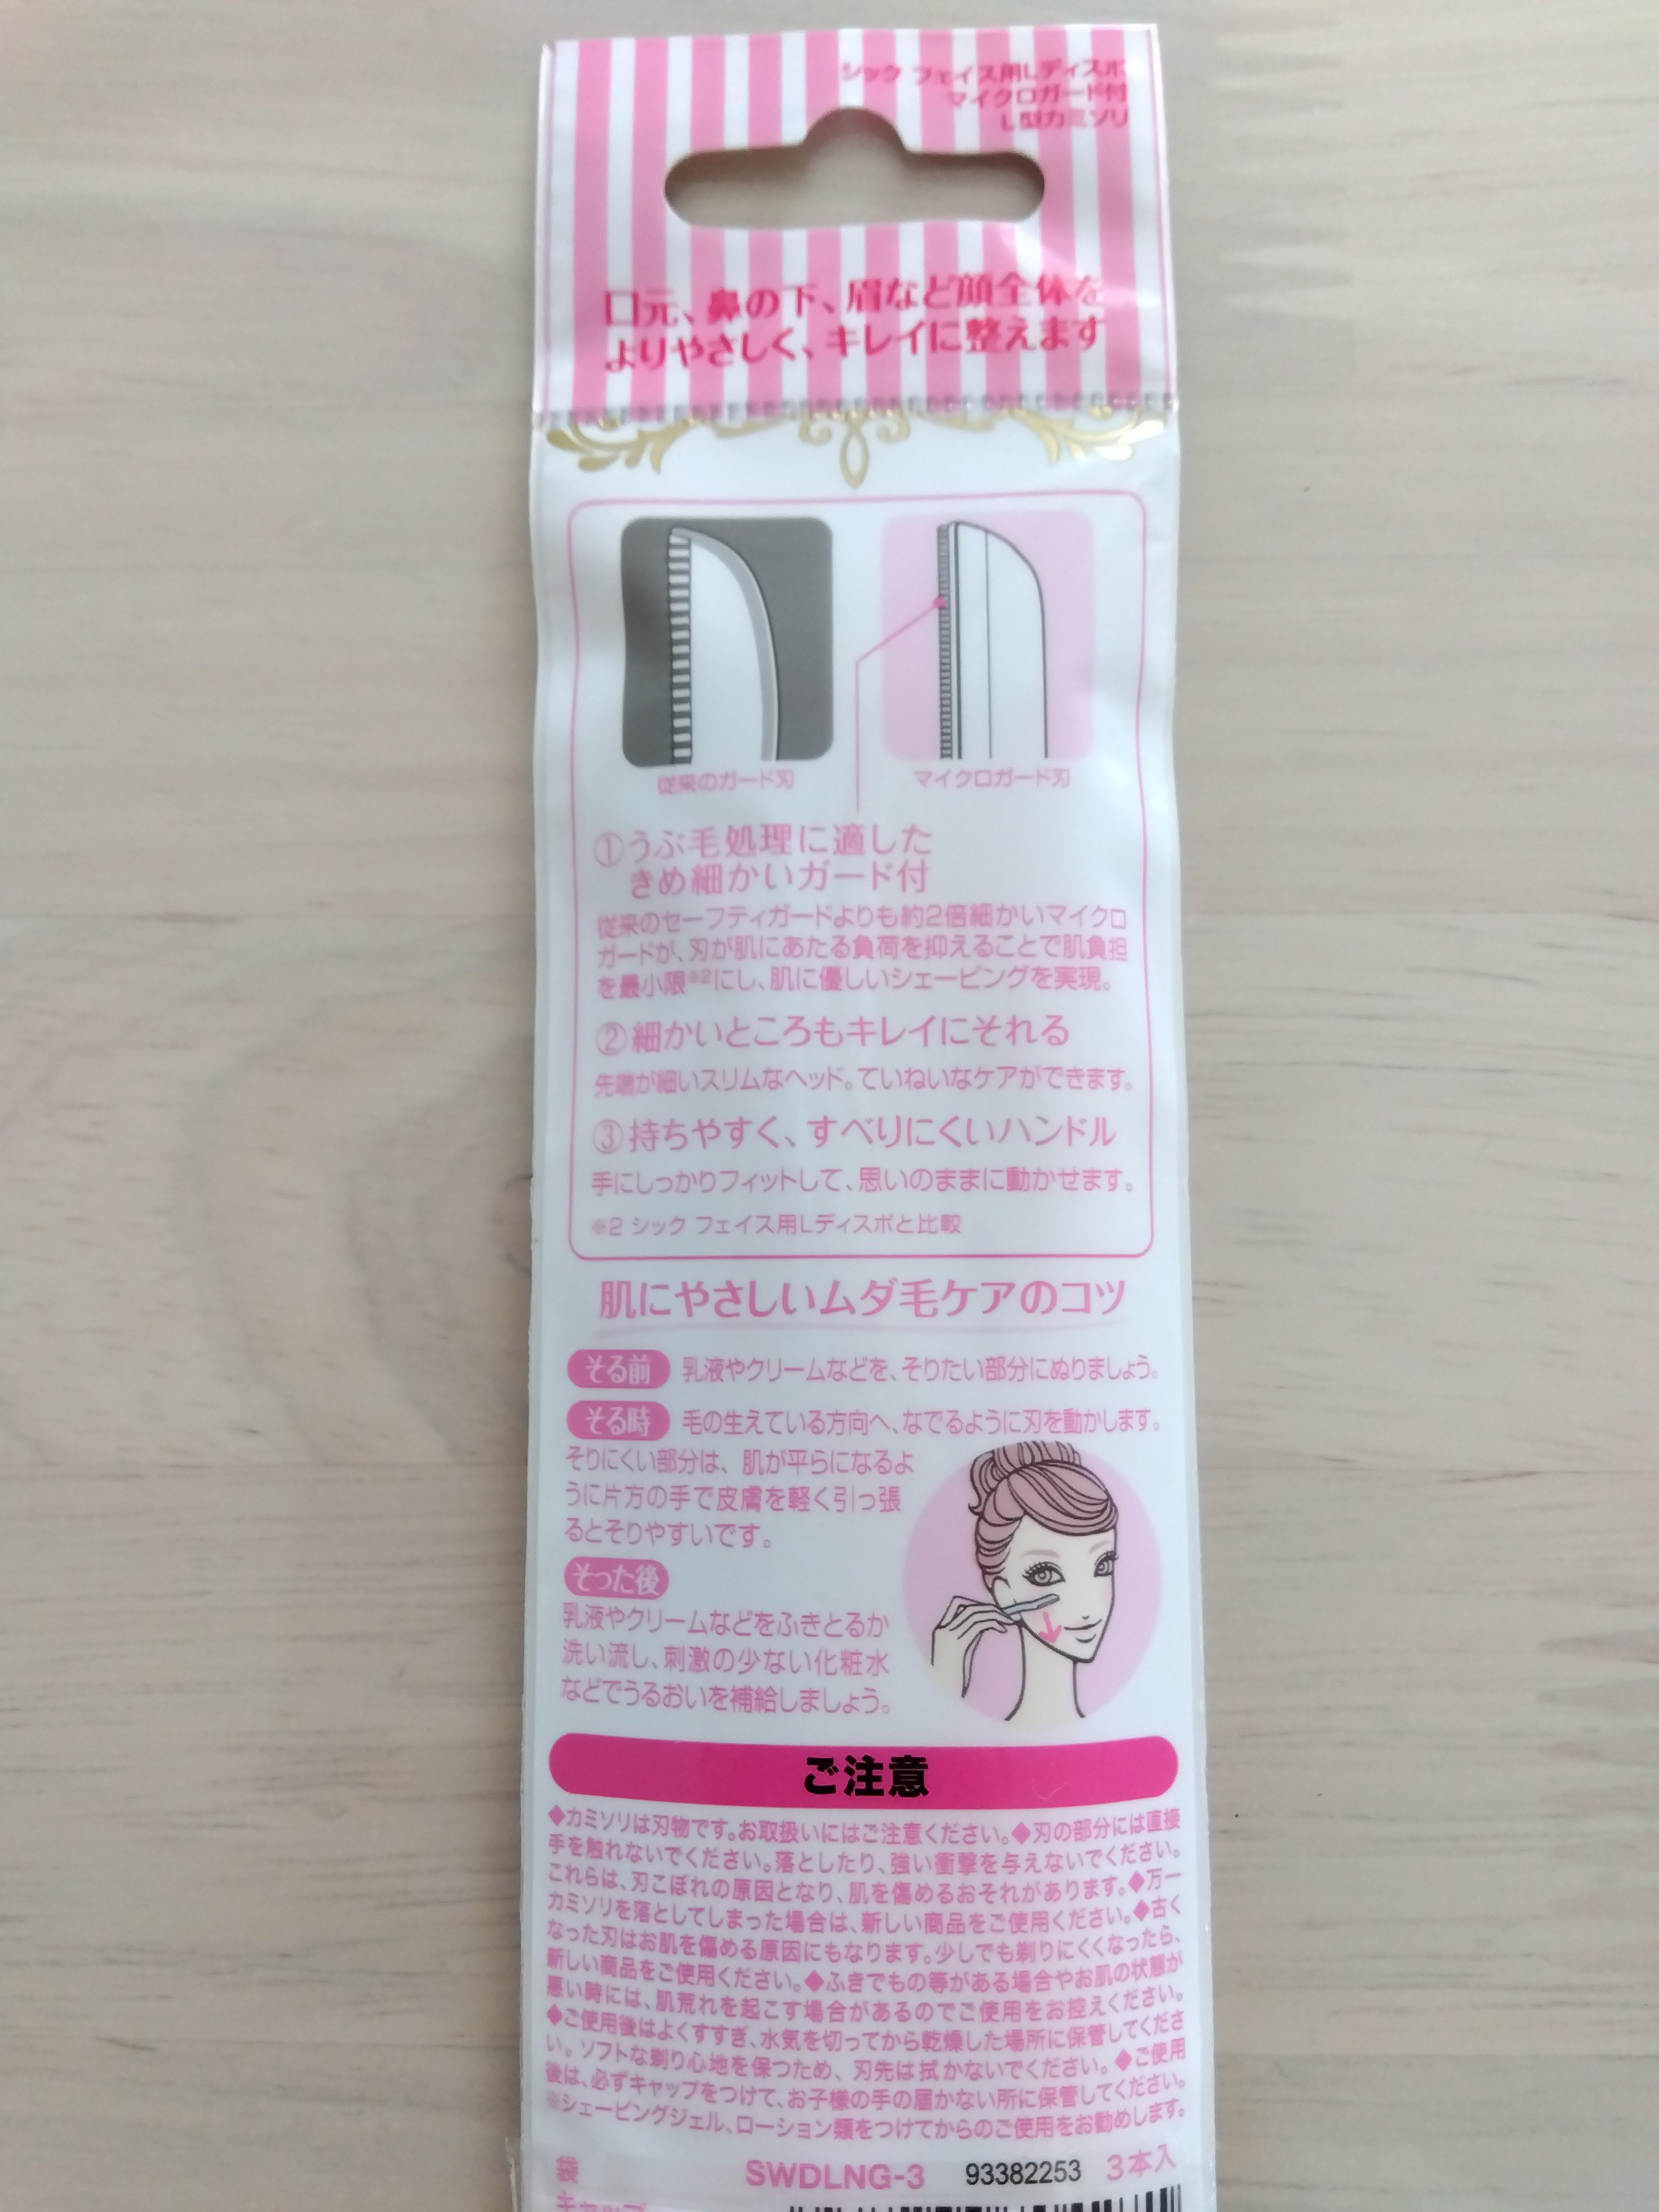 シック フェイス用Lディスポ
マイクロガード付
L型カミソリ
口元、鼻の下、眉など顔全体を
よりやさしく、キレイに整えます
従来のガード刃
マイクロガード刃
①うぶ毛処理に適した
きめ細かいガード付
従来のセーフティガードよりも約2倍細かいマイクロ
ガードが、刃が肌にあたる負荷を抑えることで肌負担
を最小限※2にし、肌に優しいシェービングを実現。
②細かいところもキレイにそれる
先端が細いスリムなヘッド。ていねいなケアができます。
③持ちやすく、すべりにくいハンドル
手にしっかりフィットして、思いのままに動かせます。
※2 シック フェイス用Lディスポと比較
肌にやさしいムダ毛ケアのコツ
そる前 乳液やクリームなどを、そりたい部分にぬりましょう。
そる時 毛の生えている方向へ、なでるように刃を動かします。
そりにくい部分は、肌が平らになるよ
うに片方の手で皮膚を軽く引っ張
るとそりやすいです。
そった後
乳液やクリームなどをふきとるか
洗い流し、刺激の少ない化粧水
などでうるおいを補給しましょう。
ご注意
◆カミソリは刃物です。お取扱いにはご注意ください。◆刃の部分には直接
手を触れないでください。落としたり、強い衝撃を与えないでください。
これらは、刃こぼれの原因となり、肌を傷めるおそれがあります。◆万一
カミソリを落としてしまった場合は、新しい商品をご使用ください。◆古く
なった刃はお肌を傷める原因にもなります。少しでも剃りにくくなったら、
新しい商品をご使用ください。◆ふきでもの等がある場合やお肌の状態が
悪い時には、肌荒れを起こす場合があるのでご使用をお控えください。
◆ご使用後はよくすすぎ、水気を切ってから乾燥した場所に保管してくださ
い。ソフトな剃り心地を保つため、刃先は拭かないでください。◆ご使用
後は、必ずキャップをつけて、お子様の手の届かない所に保管してください。
※シェービングジェル、ローション類をつけてからのご使用をお勧めします。
袋 SWDLNG-3 93382253 3本入
キャップ